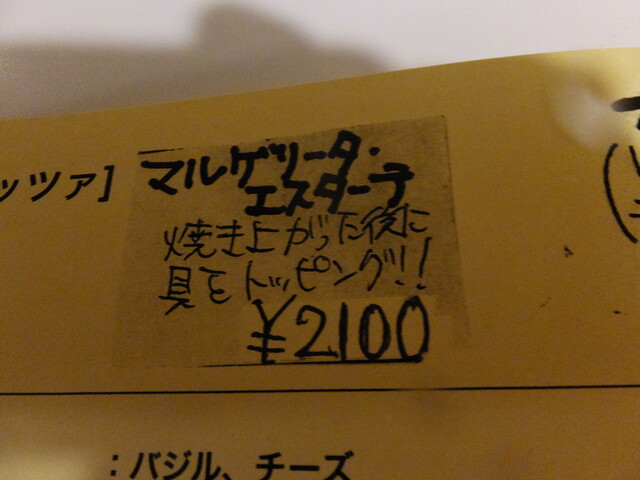 ッツァ]
マルゲリータ・
エスターテ
焼き上がった後に
具をトッピング!!
¥2100
:バジル、チーズ